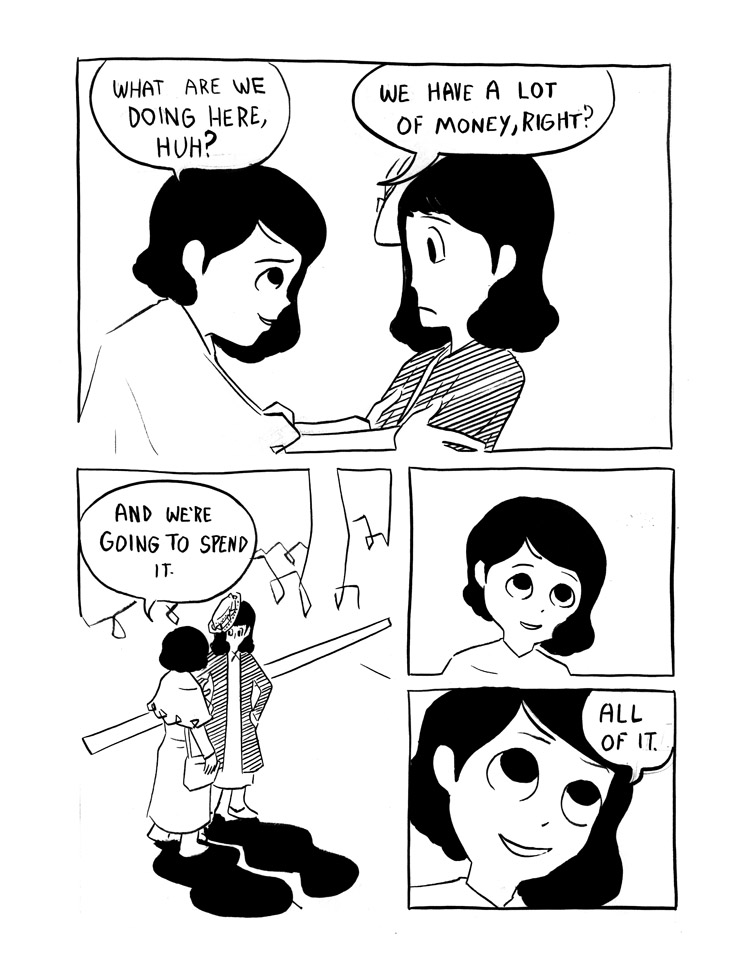 WHAT ARE WE
DOING HERE,
HUH?
WE HAVE A LOT
OF MONEY, RIGHT?
AND WE'RE
GOING TO SPEND
IT.
ALL
OF IT.